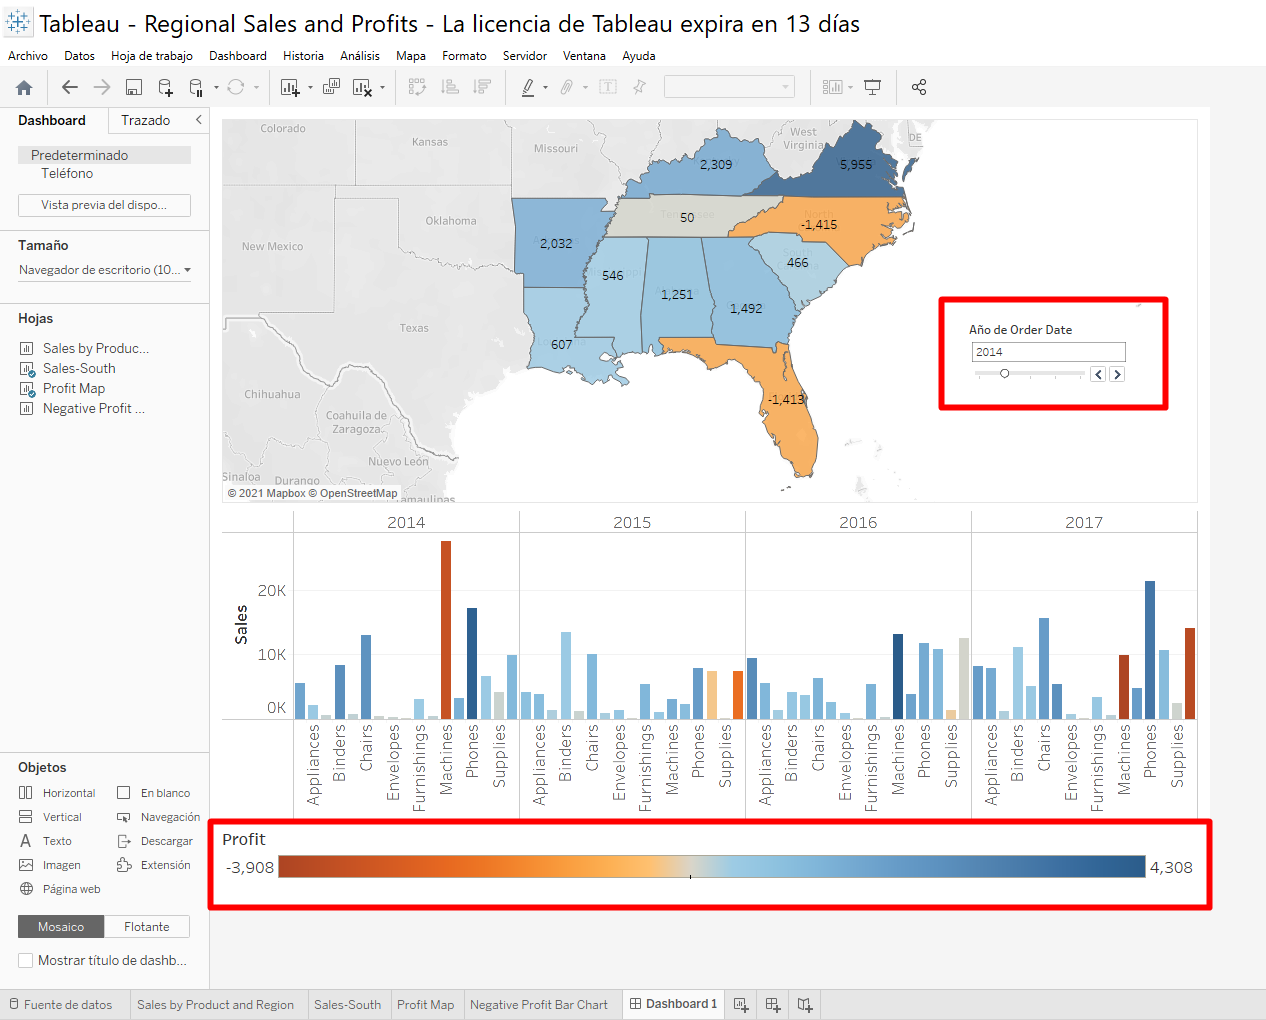 Tableau - Regional Sales and Profits - La licencia de Tableau expira en 13 días
Archivo Datos Hoja de trabajo Dashboard Historia Análisis Mapa Formato Servidor Ventana Ayuda
Dashboard Trazado <
Predeterminado
Teléfono
Vista previa del dispo...
Tamaño
Navegador de escritorio (10...
Hojas
Sales by Produc...
Sales-South
Profit Map
Negative Profit ...
Objetos
Horizontal En blanco
Vertical Navegación
Texto Descargar
Imagen Extensión
Página web
Mosaico Flotante
Mostrar título de dashb...
Colorado
Kansas
Missouri
West
Virginia
DE
2,309
5,955
50
North
-1,415
Oklahoma
New Mexico
2,032
546
466
1,251
1,492
Texas
607
Chihuahua
Coahuila de
Zaragoza
-1,413
Nuevo León
Sinaloa
Durango
Tamaulipas
© 2021 Mapbox © OpenStreetMap
Año de Order Date
2014
2014 2015 2016 2017
Sales
20K
10K
0K
Appliances Binders Chairs Envelopes Furnishings Machines Phones Supplies Appliances Binders Chairs Envelopes Furnishings Machines Phones Supplies Appliances Binders Chairs Envelopes Furnishings Machines Phones Supplies Appliances Binders Chairs Envelopes Furnishings Machines Phones Supplies
Profit
-3,908 4,308
Fuente de datos Sales by Product and Region Sales-South Profit Map Negative Profit Bar Chart Dashboard 1